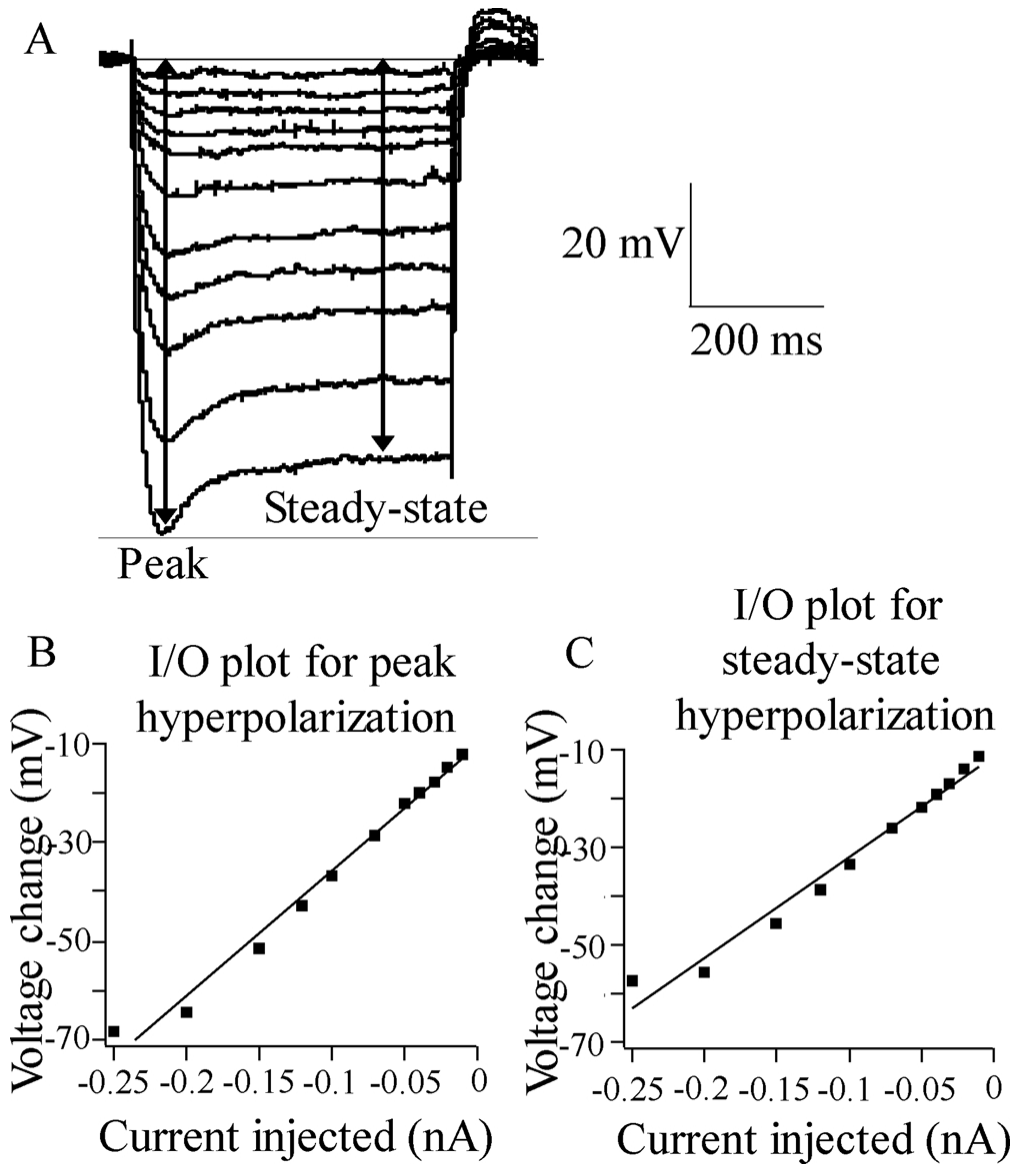 A
20 mV
200 ms
Steady-state
Peak
B
I/O plot for peak
hyperpolarization
Voltage change (mV)
-10
-30
-50
-70
-0.25 -0.2 -0.15 -0.1 -0.05 0
Current injected (nA)
C
I/O plot for
steady-state
hyperpolarization
Voltage change (mV)
-10
-30
-50
-70
-0.25 -0.2 -0.15 -0.1 -0.05 0
Current injected (nA)